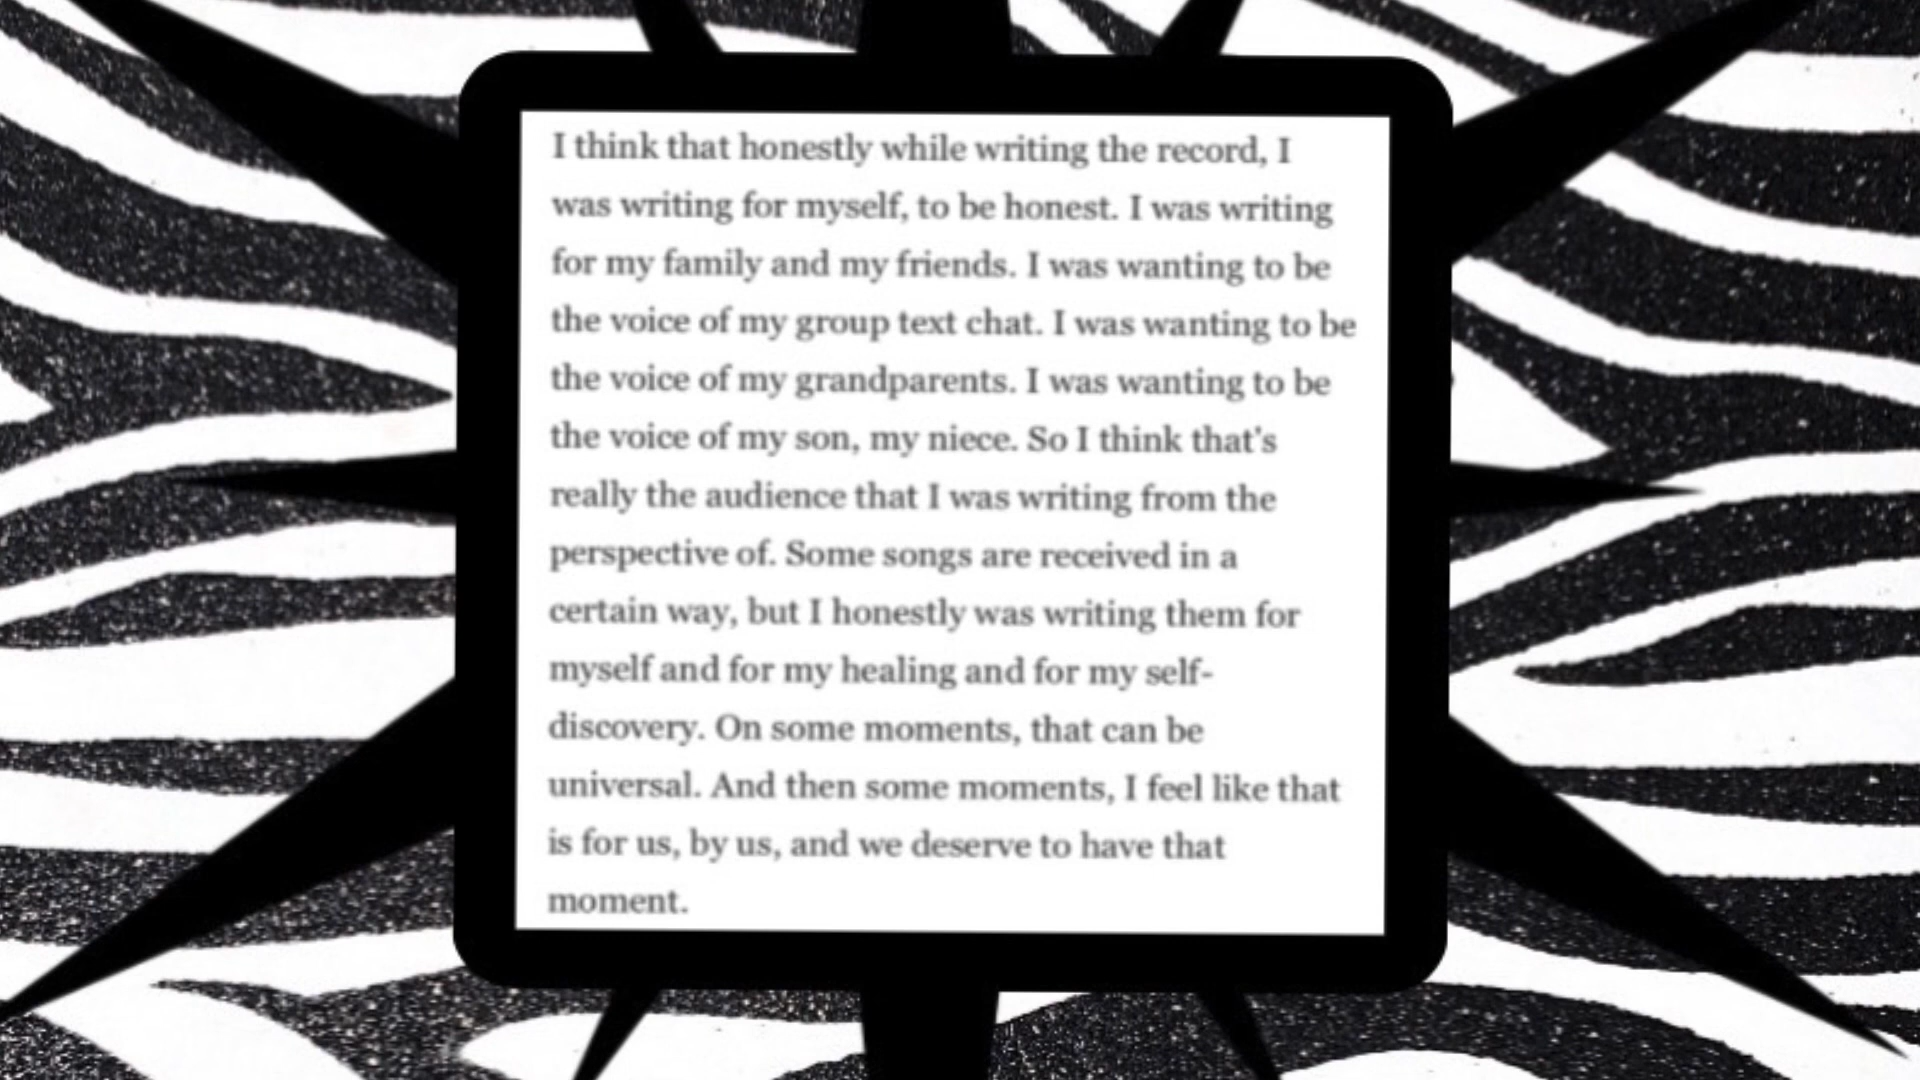 I think that honestly while writing the record, I
was writing for myself, to be honest. I was writing
for my family and my friends. I was wanting to be
the voice of my group text chat. I was wanting to be
the voice of my grandparents. I was wanting to be
the voice of my son, my niece. So I think that's
really the audience that I was writing from the
perspective of. Some songs are received in a
certain way, but I honestly was writing them for
myself and for my healing and for my self-
discovery. On some moments, that can be
universal. And then some moments, I feel like that
is for us, by us, and we deserve to have that
moment.